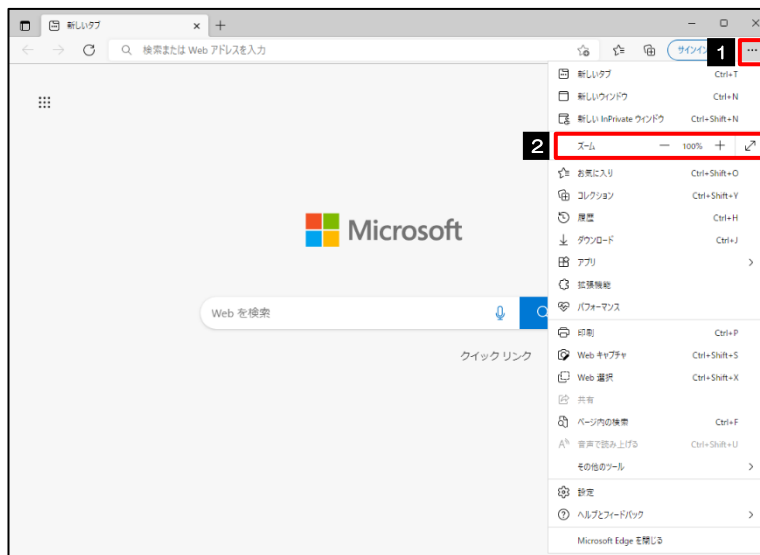 新しいタブ
検索または Web アドレスを入力
サインイン
1
2
新しいタブ Ctrl+T
新しいウィンドウ Ctrl+N
新しい InPrivate ウィンドウ Ctrl+Shift+N
ズーム 100%
お気に入り Ctrl+Shift+O
コレクション Ctrl+Shift+Y
履歴 Ctrl+H
ダウンロード Ctrl+J
アプリ
拡張機能
パフォーマンス
印刷 Ctrl+P
Web キャプチャ Ctrl+Shift+S
Web 選択 Ctrl+Shift+X
共有
ページ内の検索 Ctrl+F
音声で読み上げる Ctrl+Shift+U
その他のツール
設定
ヘルプとフィードバック
Microsoft Edge を閉じる
Microsoft
Web を検索
クイック リンク